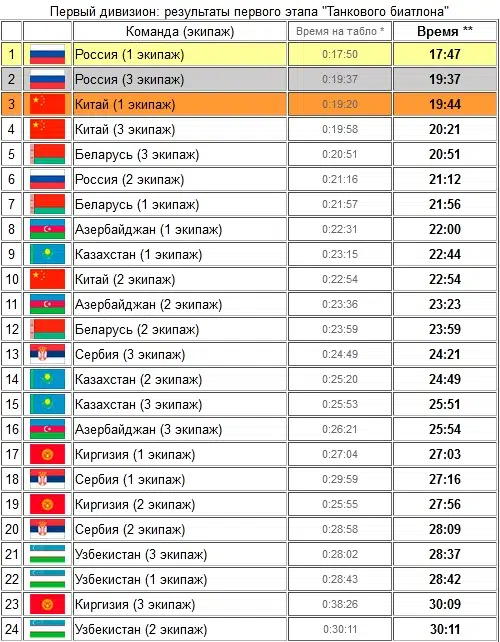 Первый дивизион: результаты первого этапа "Танкового биатлона"
Команда (экипаж) Время на табло * Время **
1 Россия (1 экипаж) 0:17:50 17:47
2 Россия (3 экипаж) 0:19:37 19:37
3 Китай (1 экипаж) 0:19:20 19:44
4 Китай (3 экипаж) 0:19:58 20:21
5 Беларусь (3 экипаж) 0:20:51 20:51
6 Россия (2 экипаж) 0:21:16 21:12
7 Беларусь (1 экипаж) 0:21:57 21:56
8 Азербайджан (1 экипаж) 0:22:31 22:00
9 Казахстан (1 экипаж) 0:23:15 22:44
10 Китай (2 экипаж) 0:22:54 22:54
11 Азербайджан (2 экипаж) 0:23:36 23:23
12 Беларусь (2 экипаж) 0:23:59 23:59
13 Сербия (3 экипаж) 0:24:49 24:21
14 Казахстан (2 экипаж) 0:25:20 24:49
15 Казахстан (3 экипаж) 0:25:53 25:51
16 Азербайджан (3 экипаж) 0:26:21 25:54
17 Киргизия (1 экипаж) 0:27:04 27:03
18 Сербия (1 экипаж) 0:29:59 27:16
19 Киргизия (2 экипаж) 0:25:55 27:56
20 Сербия (2 экипаж) 0:28:58 28:09
21 Узбекистан (3 экипаж) 0:28:02 28:37
22 Узбекистан (1 экипаж) 0:28:43 28:42
23 Киргизия (3 экипаж) 0:38:26 30:09
24 Узбекистан (2 экипаж) 0:30:11 30:11